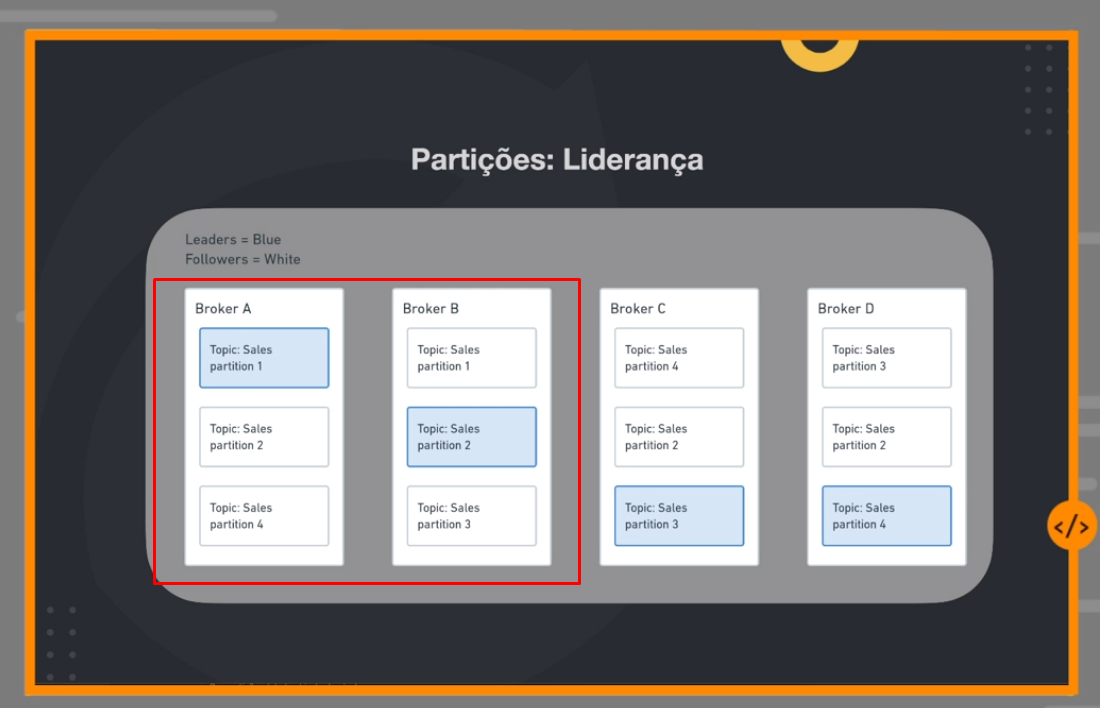 Partições: Liderança
Leaders = Blue
Followers = White
Broker A
Topic: Sales
partition 1
Topic: Sales
partition 2
Topic: Sales
partition 4
Broker B
Topic: Sales
partition 1
Topic: Sales
partition 2
Topic: Sales
partition 3
Broker C
Topic: Sales
partition 4
Topic: Sales
partition 2
Topic: Sales
partition 3
Broker D
Topic: Sales
partition 3
Topic: Sales
partition 2
Topic: Sales
partition 4
</>